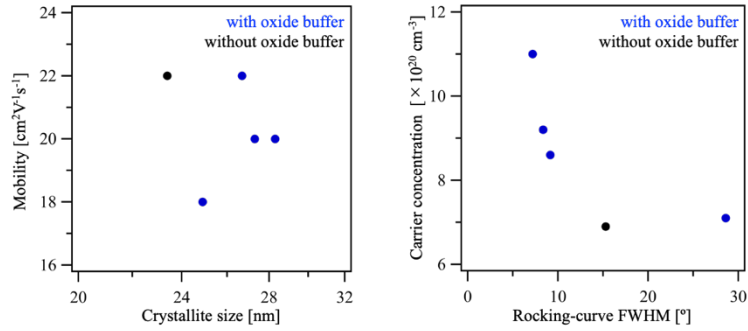 with oxide buffer
without oxide buffer
24
22
20
18
16
Mobility [cm2V-1s-1]
20
24
28
32
Crystallite size [nm]
with oxide buffer
without oxide buffer
12
10
8
6
Carrier concentration [×10²⁰ cm⁻³]
0
10
20
30
Rocking-curve FWHM [º]